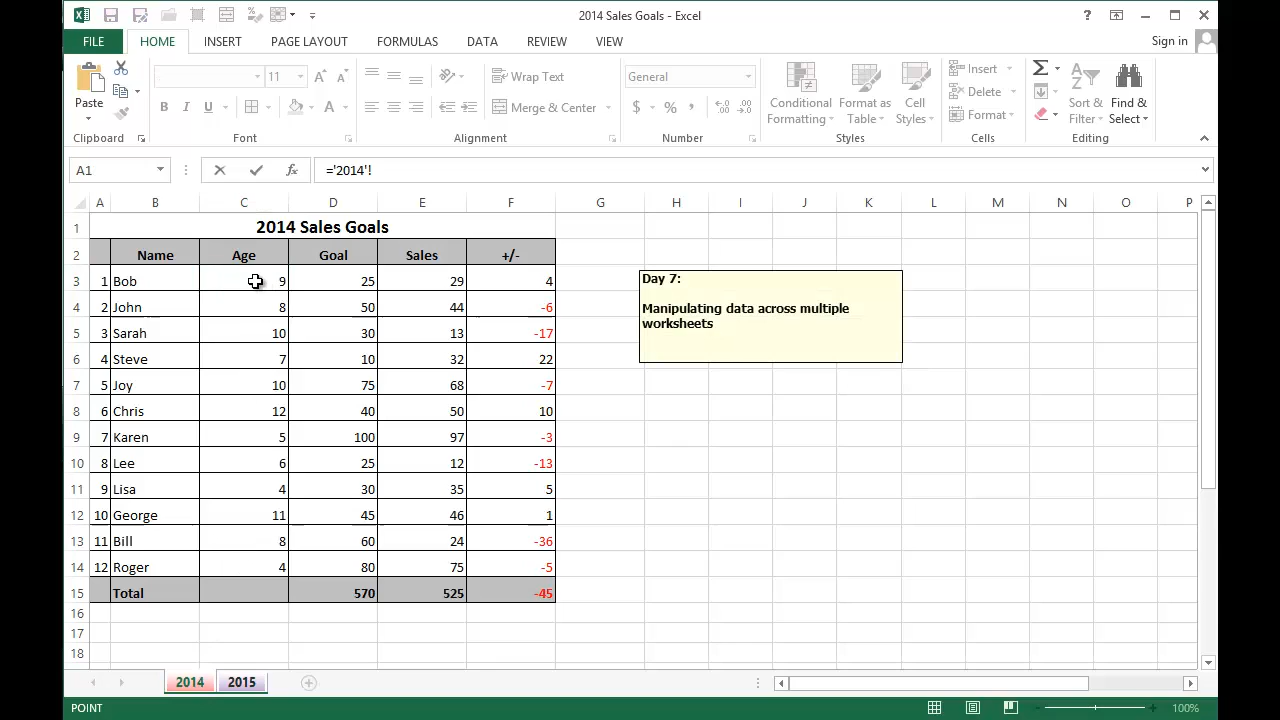 2014 Sales Goals - Excel
?
FILE HOME INSERT PAGE LAYOUT FORMULAS DATA REVIEW VIEW Sign in
Paste
11 A A
B I U A
Wrap Text
Merge & Center
General
$ % , .0 .00 .00 .0
Conditional Formatting
Format as Table
Cell Styles
Insert
Delete
Format
Σ
Sort & Filter
Find & Select
Clipboard Font Alignment Number Styles Cells Editing
A1 fx ='2014'!
A B C D E F G H I J K L M N O P
1 2014 Sales Goals
2 Name Age Goal Sales +/-
3 1 Bob 9 25 29 4
4 2 John 8 50 44 -6
5 3 Sarah 10 30 13 -17
6 4 Steve 7 10 32 22
7 5 Joy 10 75 68 -7
8 6 Chris 12 40 50 10
9 7 Karen 5 100 97 -3
10 8 Lee 6 25 12 -13
11 9 Lisa 4 30 35 5
12 10 George 11 45 46 1
13 11 Bill 8 60 24 -36
14 12 Roger 4 80 75 -5
15 Total 570 525 -45
16
17
18
Day 7:
Manipulating data across multiple
worksheets
2014 2015
POINT 100%